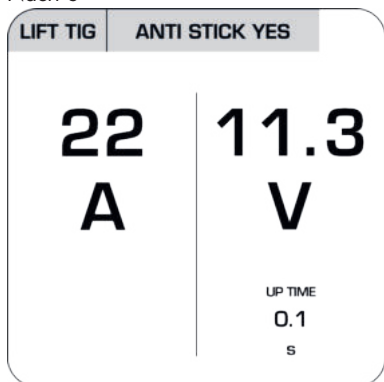 LIFT TIG ANTI STICK YES
22 11.3
A V
UP TIME
0.1
s